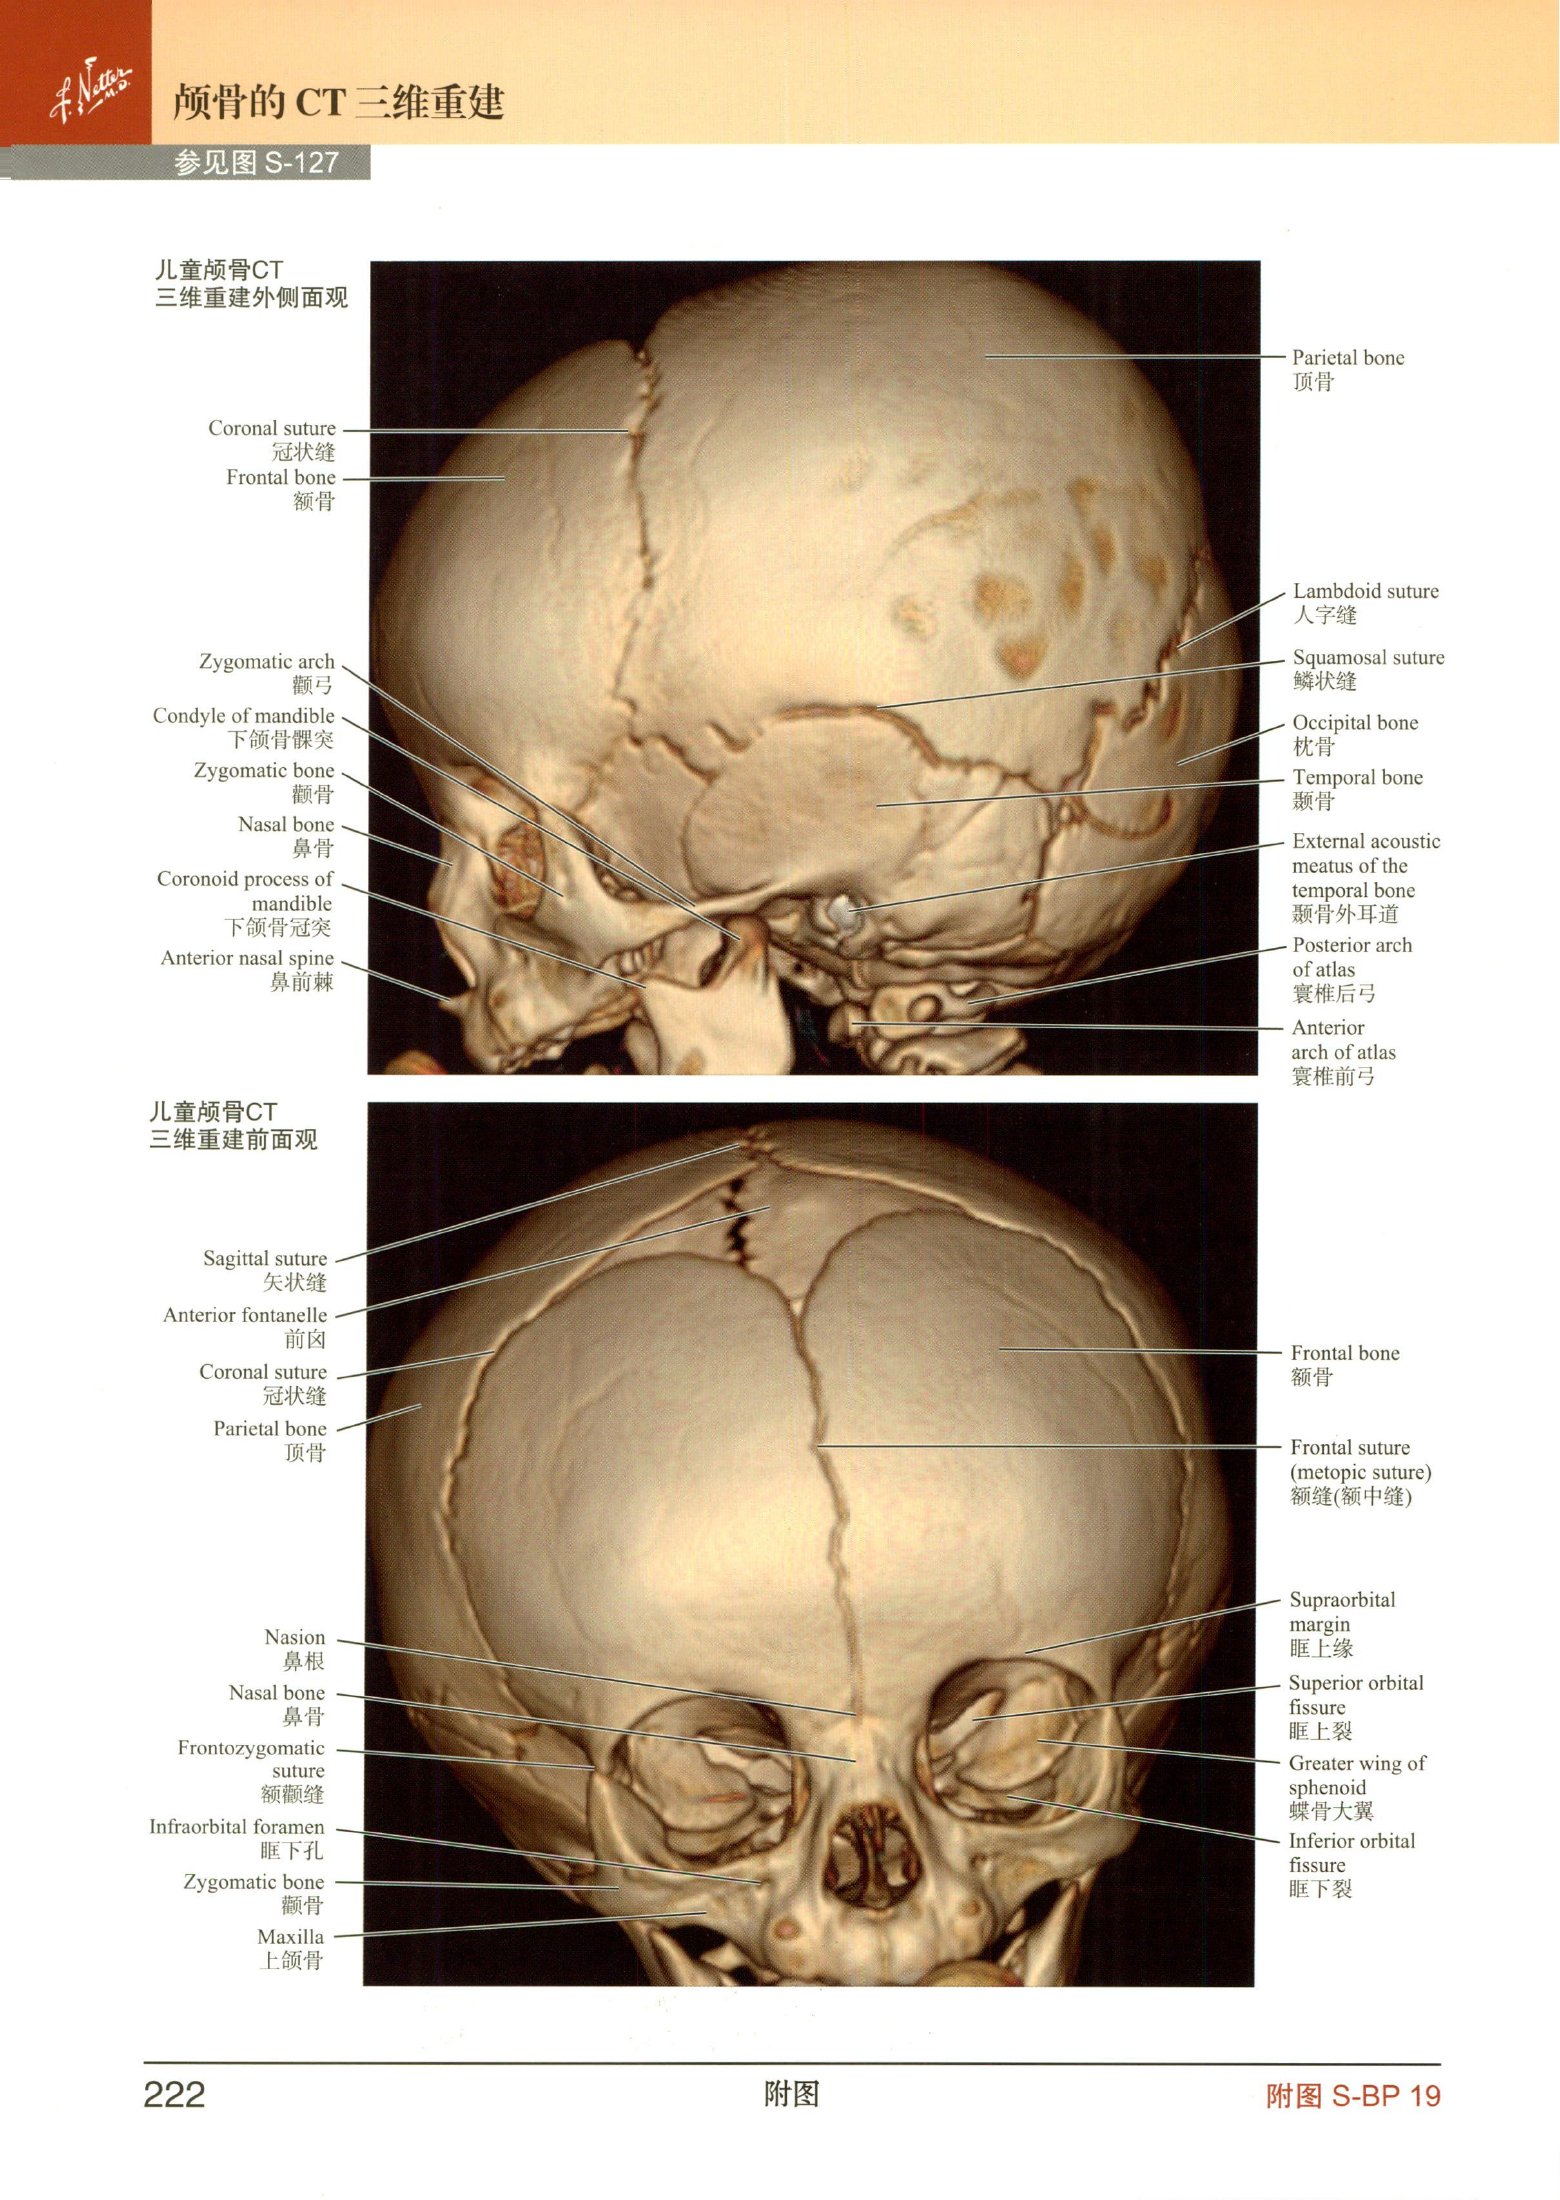 f. Netter
M.D.
颅骨的 CT 三维重建
参见图 S-127
儿童颅骨CT
三维重建外侧面观
Coronal suture
冠状缝
Frontal bone
额骨
Zygomatic arch
颧弓
Condyle of mandible
下颌骨髁突
Zygomatic bone
颧骨
Nasal bone
鼻骨
Coronoid process of
mandible
下颌骨冠突
Anterior nasal spine
鼻前棘
Parietal bone
顶骨
Lambdoid suture
人字缝
Squamosal suture
鳞状缝
Occipital bone
枕骨
Temporal bone
颞骨
External acoustic
meatus of the
temporal bone
颞骨外耳道
Posterior arch
of atlas
寰椎后弓
Anterior
arch of atlas
寰椎前弓
儿童颅骨CT
三维重建前面观
Sagittal suture
矢状缝
Anterior fontanelle
前囟
Coronal suture
冠状缝
Parietal bone
顶骨
Nasion
鼻根
Nasal bone
鼻骨
Frontozygomatic
suture
额颧缝
Infraorbital foramen
眶下孔
Zygomatic bone
颧骨
Maxilla
上颌骨
Frontal bone
额骨
Frontal suture
(metopic suture)
额缝(额中缝)
Supraorbital
margin
眶上缘
Superior orbital
fissure
眶上裂
Greater wing of
sphenoid
蝶骨大翼
Inferior orbital
fissure
眶下裂
222
附图
附图 S-BP 19